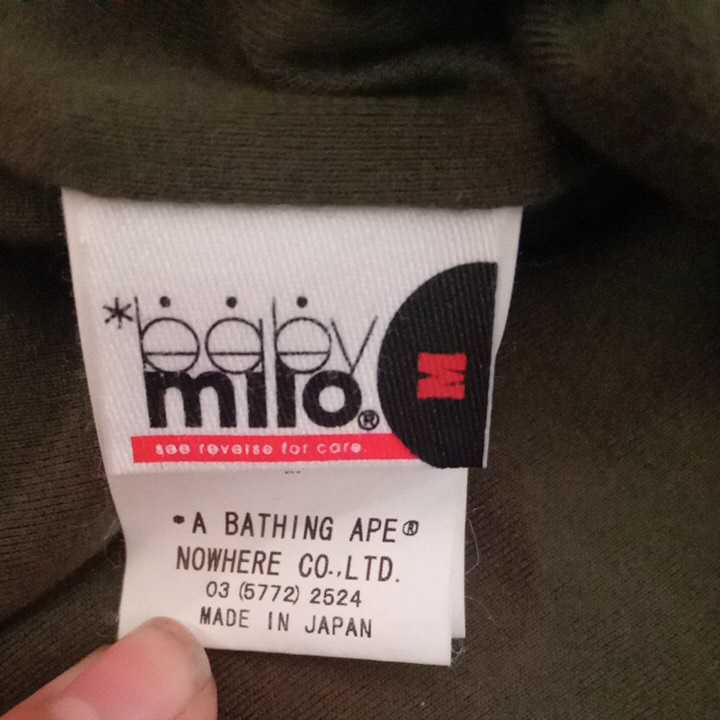 *baby
milo®
M
see reverse for care.
*A BATHING APE®
NOWHERE CO.,LTD.
03 (5772) 2524
MADE IN JAPAN